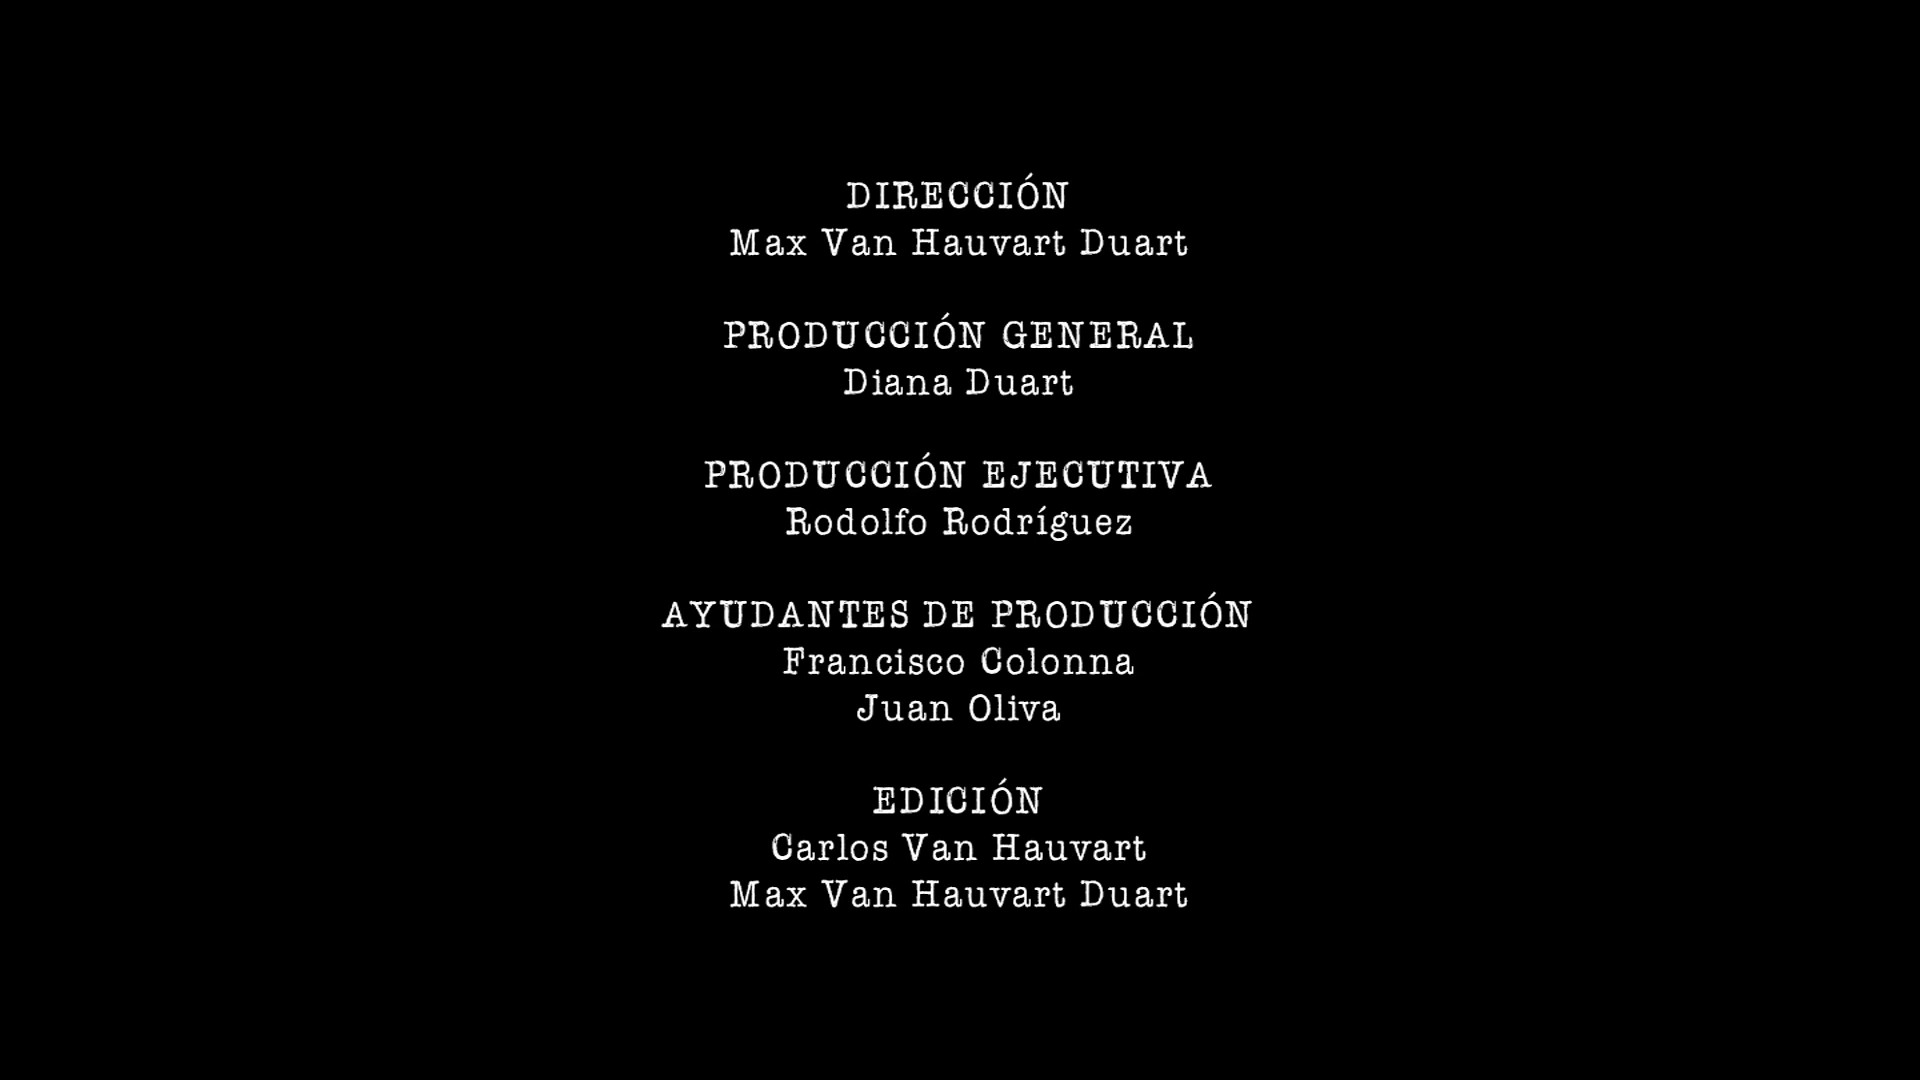 DIRECCIÓN
Max Van Hauvart Duart
PRODUCCIÓN GENERAL
Diana Duart
PRODUCCIÓN EJECUTIVA
Rodolfo Rodríguez
AYUDANTES DE PRODUCCIÓN
Francisco Colonna
Juan Oliva
EDICIÓN
Carlos Van Hauvart
Max Van Hauvart Duart